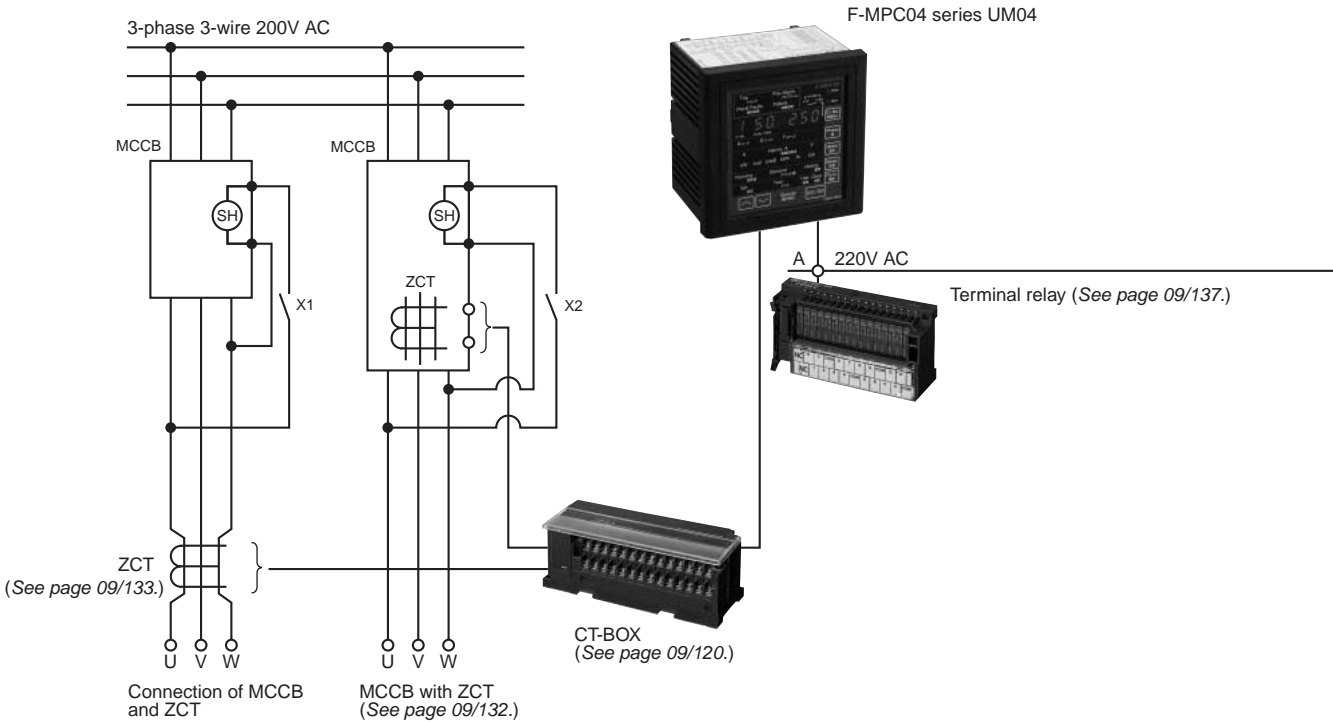 F-MPC04 series UM04
3-phase 3-wire 200V AC
MCCB
MCCB
SH
SH
ZCT
X1
X2
A
220V AC
Terminal relay (See page 09/137.)
ZCT
(See page 09/133.)
CT-BOX
(See page 09/120.)
U V W
U V W
Connection of MCCB
and ZCT
MCCB with ZCT
(See page 09/132.)